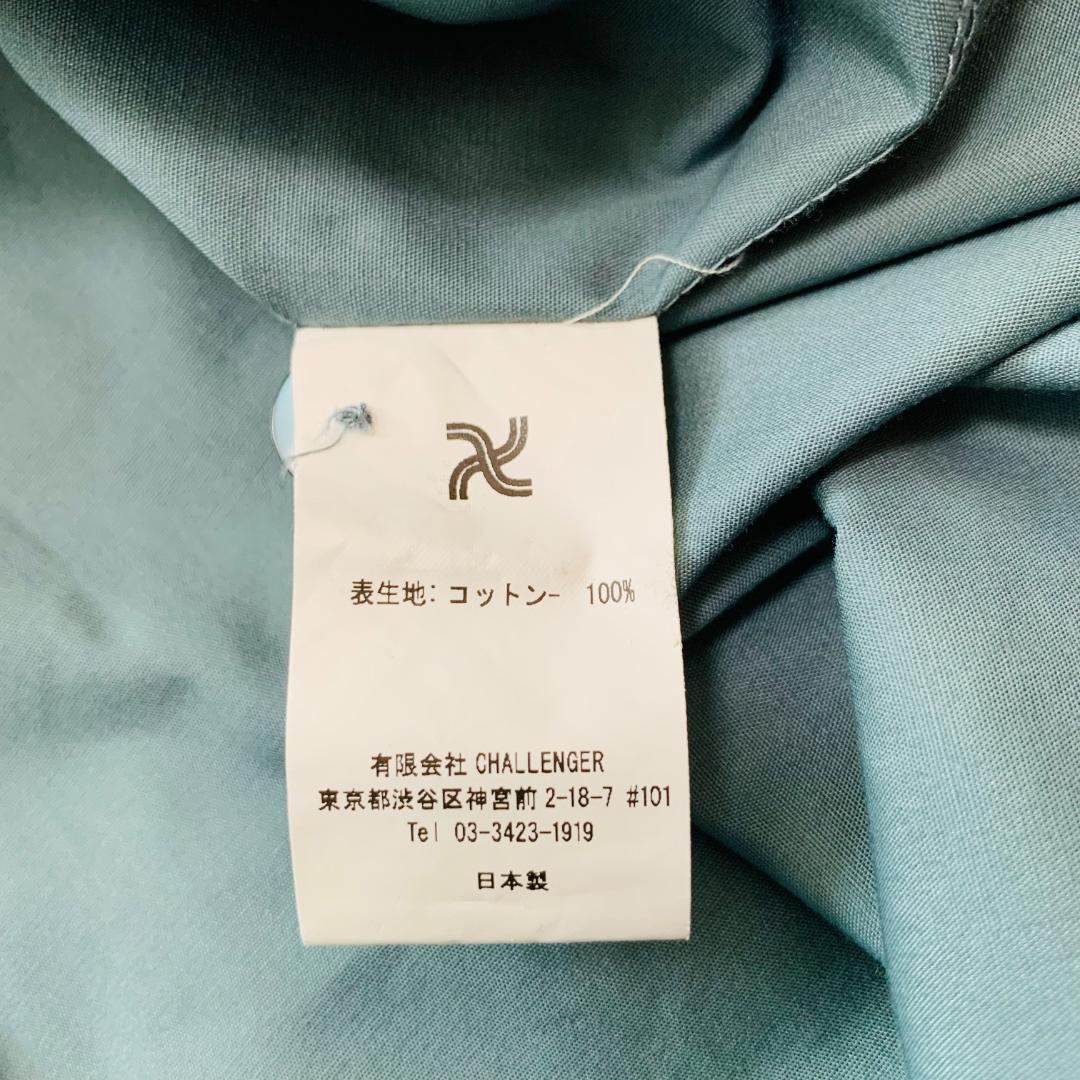 表生地: コットン- 100%
有限会社 CHALLENGER
東京都渋谷区神宮前 2-18-7 #101
Tel 03-3423-1919
日本製